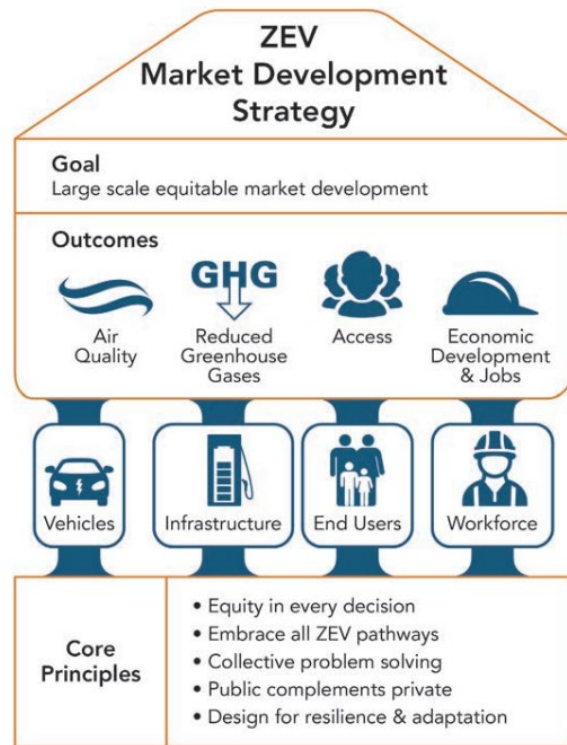 ZEV
Market Development
Strategy
Goal
Large scale equitable market development
Outcomes
Air
Quality
GHG
Reduced
Greenhouse
Gases
Access
Economic
Development
& Jobs
Vehicles
Infrastructure
End Users
Workforce
Core
Principles
• Equity in every decision
• Embrace all ZEV pathways
• Collective problem solving
• Public complements private
• Design for resilience & adaptation